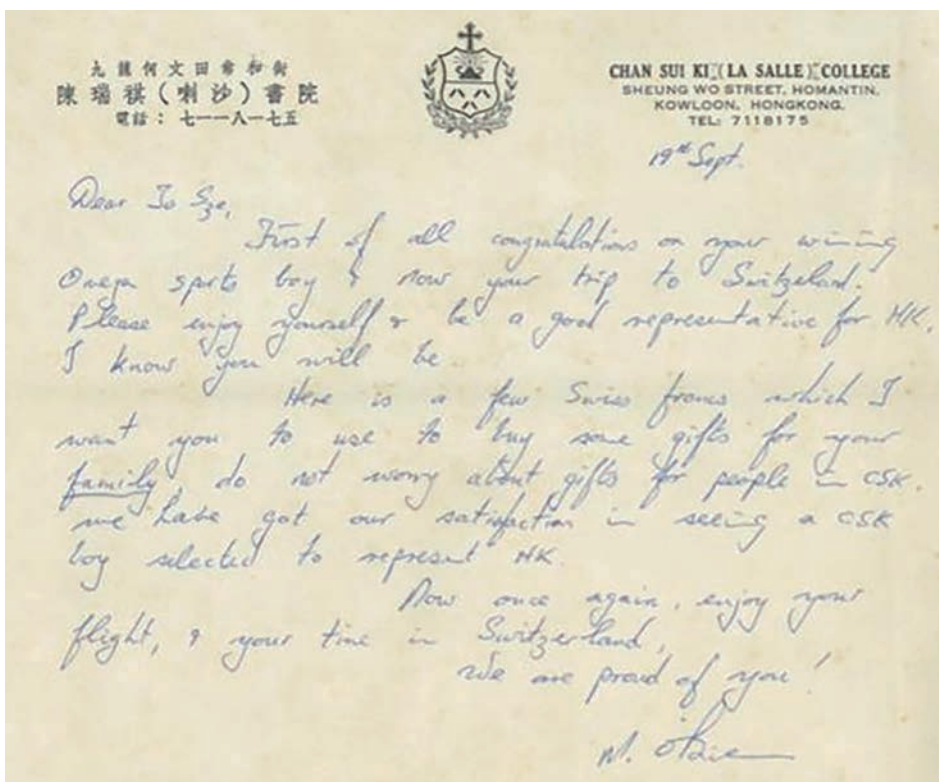 九龍何文田常和街
陳瑞祺(喇沙)書院
電話：七一一八一七五
CHAN SUI KI (LA SALLE) COLLEGE
SHEUNG WO STREET, HOMANTIN,
KOWLOON, HONGKONG.
TEL: 7118175
19th Sept.
Dear To Sze,
First of all congratulations on your winning
Omega sports boy & now your trip to Switzeland.
Please enjoy yourself & be a good representative for HK.
I know you will be.
Here is a few Swiss francs which I
want you to use to buy some gifts for your
family, do not worry about gifts for people in CSK.
we have got our satisfaction in seeing a CSK
boy selected to represent HK.
Now once again, enjoy your
flight, & your time in Switzerland,
We are proud of you!
M.